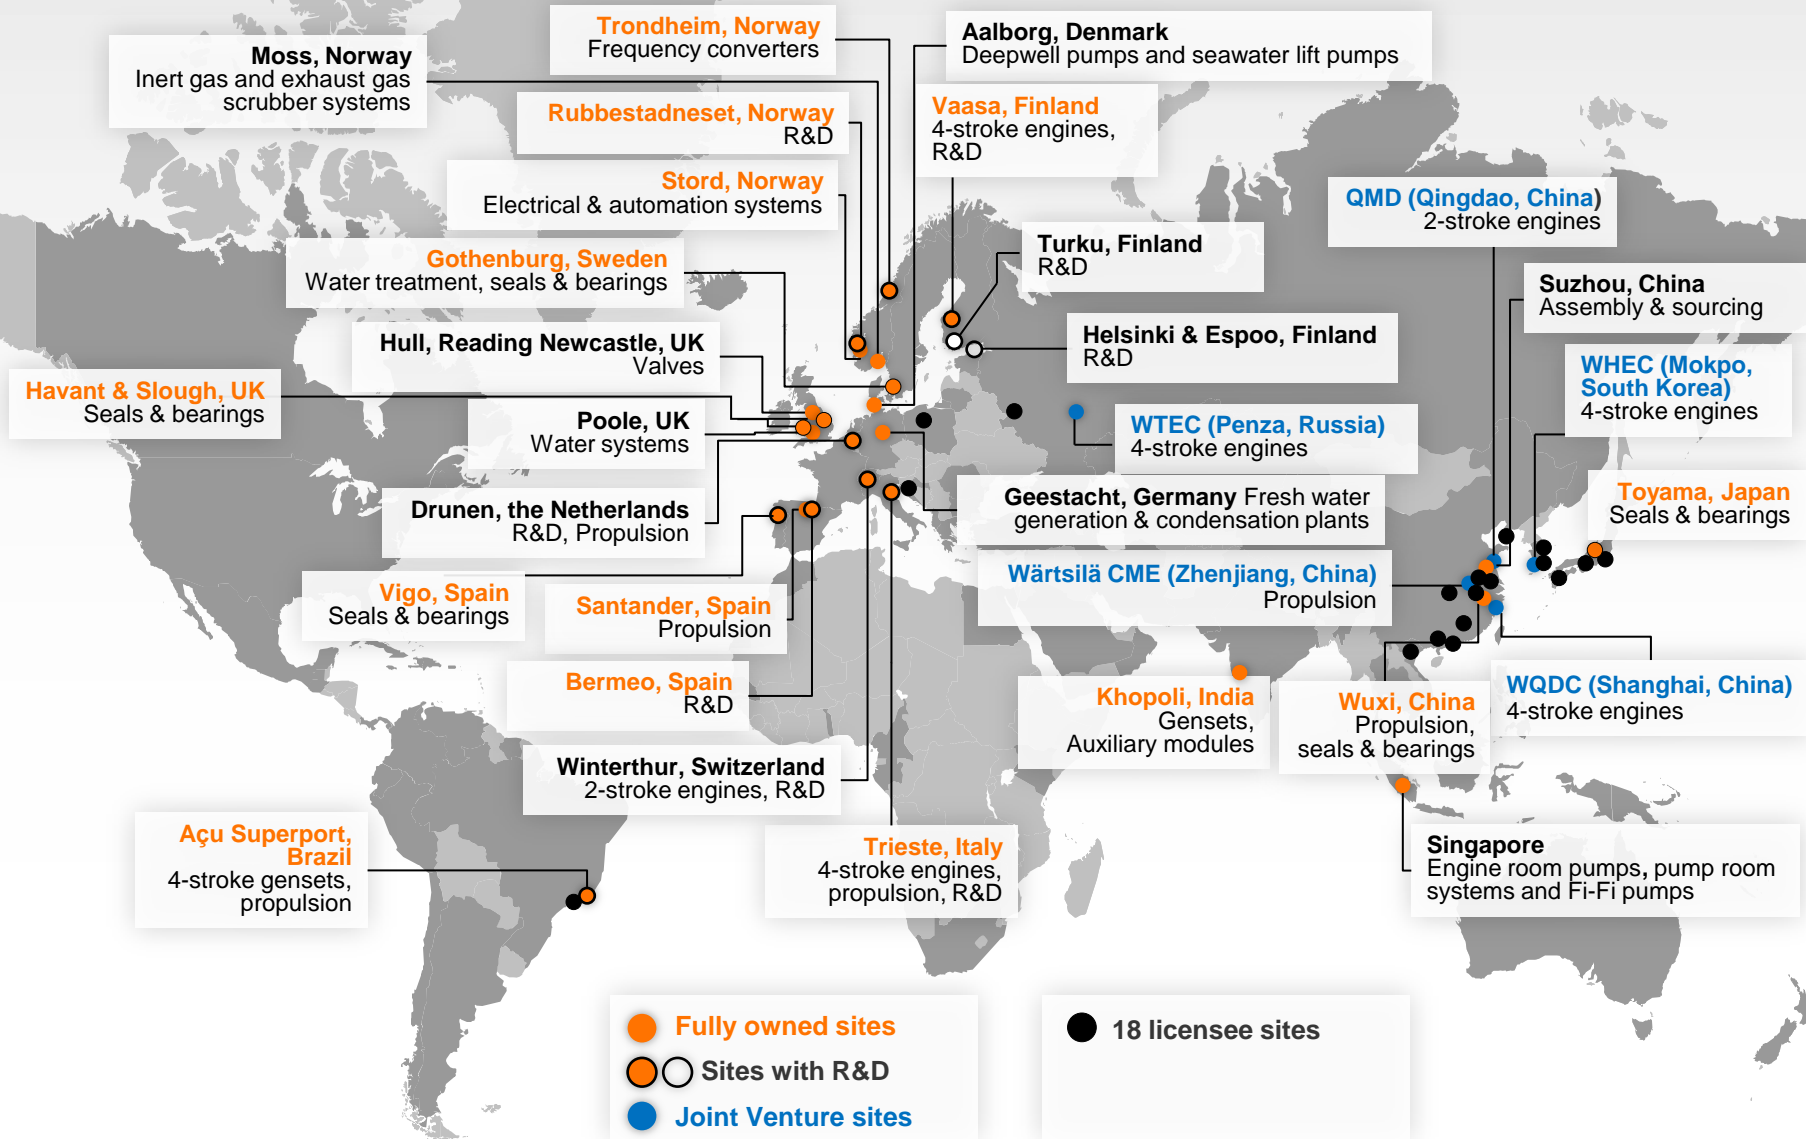 Trondheim, Norway
Frequency converters
Aalborg, Denmark
Deepwell pumps and seawater lift pumps
Moss, Norway
Inert gas and exhaust gas
scrubber systems
Rubbestadneset, Norway
R&D
Vaasa, Finland
4-stroke engines,
R&D
Stord, Norway
Electrical & automation systems
QMD (Qingdao, China)
2-stroke engines
Gothenburg, Sweden
Water treatment, seals & bearings
Turku, Finland
R&D
Suzhou, China
Assembly & sourcing
Hull, Reading Newcastle, UK
Valves
Helsinki & Espoo, Finland
R&D
WHEC (Mokpo,
South Korea)
4-stroke engines
Havant & Slough, UK
Seals & bearings
Poole, UK
Water systems
WTEC (Penza, Russia)
4-stroke engines
Drunen, the Netherlands
R&D, Propulsion
Geestacht, Germany Fresh water
generation & condensation plants
Toyama, Japan
Seals & bearings
Vigo, Spain
Seals & bearings
Santander, Spain
Propulsion
Wärtsilä CME (Zhenjiang, China)
Propulsion
Bermeo, Spain
R&D
Khopoli, India
Gensets,
Auxiliary modules
Wuxi, China
Propulsion,
seals & bearings
WQDC (Shanghai, China)
4-stroke engines
Winterthur, Switzerland
2-stroke engines, R&D
Açu Superport,
Brazil
4-stroke gensets,
propulsion
Trieste, Italy
4-stroke engines,
propulsion, R&D
Singapore
Engine room pumps, pump room
systems and Fi-Fi pumps
Fully owned sites
Sites with R&D
Joint Venture sites
18 licensee sites